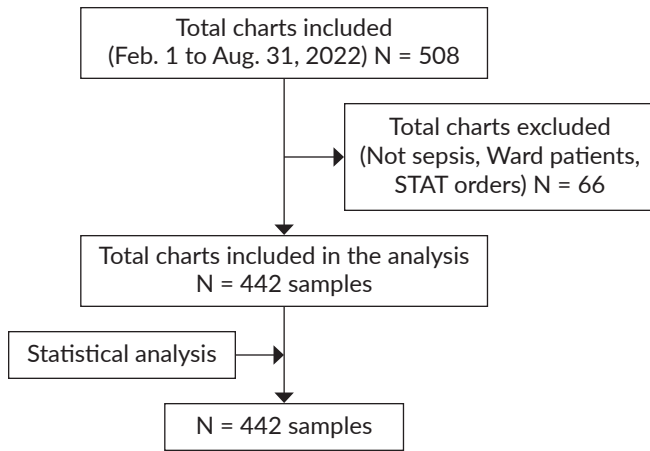 Total charts included
(Feb. 1 to Aug. 31, 2022) N = 508
Total charts excluded
(Not sepsis, Ward patients,
STAT orders) N = 66
Total charts included in the analysis
N = 442 samples
Statistical analysis
N = 442 samples